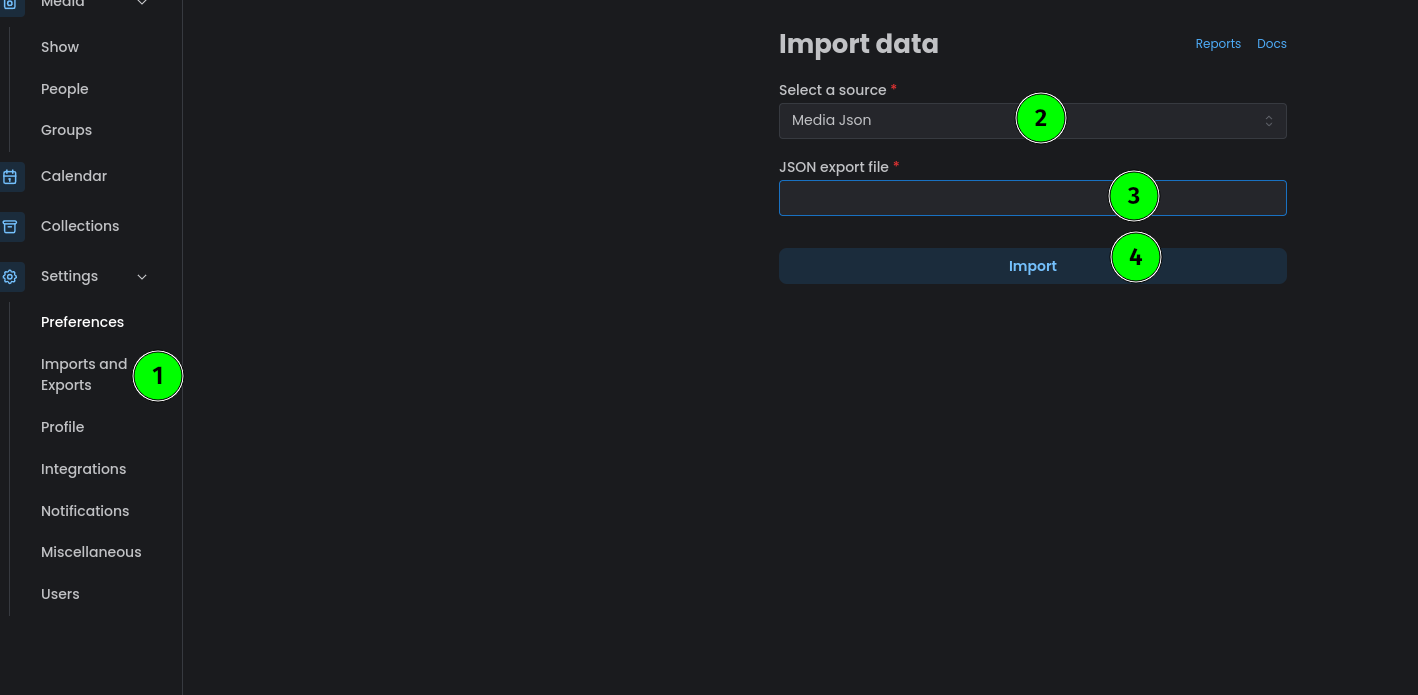 Media
Show
People
Groups
Calendar
Collections
Settings
Preferences
Imports and
Exports
1
Profile
Integrations
Notifications
Miscellaneous
Users
Import data
Reports
Docs
Select a source *
Media Json
2
JSON export file *
3
Import
4